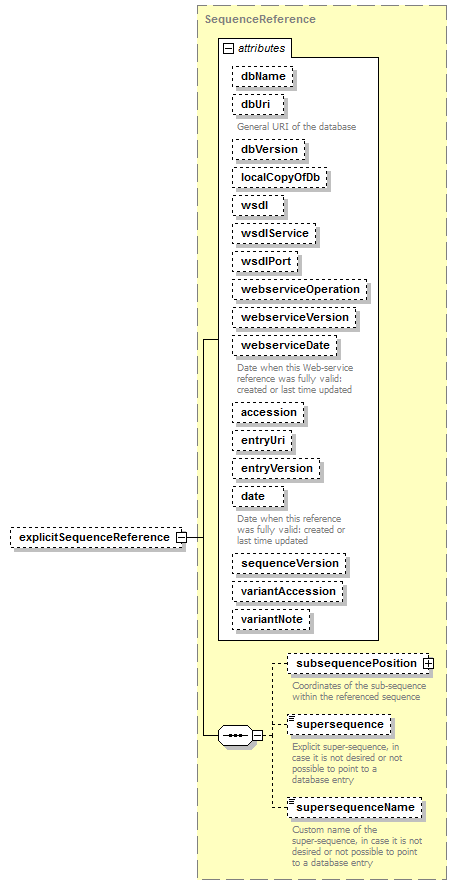 SequenceReference
attributes
dbName
dbUri
General URI of the database
dbVersion
localCopyOfDb
wsdl
wsdlService
wsdlPort
webserviceOperation
webserviceVersion
webserviceDate
Date when this Web-service
reference was fully valid:
created or last time updated
accession
entryUri
entryVersion
date
Date when this reference
was fully valid: created or
last time updated
explicitSequenceReference
sequenceVersion
variantAccession
variantNote
subsequencePosition
Coordinates of the sub-sequence
within the referenced sequence
supersequence
Explicit super-sequence, in
case it is not desired or not
possible to point to a
database entry
supersequenceName
Custom name of the
super-sequence, in case it is not
desired or not possible to point
to a database entry